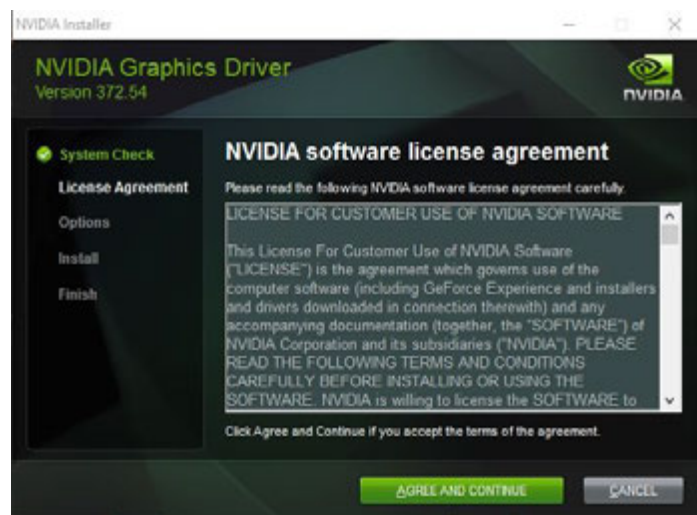 NVIDIA Installer
NVIDIA Graphics Driver
Version 372.54
NVIDIA
System Check
License Agreement
Options
Install
Finish
NVIDIA software license agreement
Please read the following NVIDIA software license agreement carefully.
LICENSE FOR CUSTOMER USE OF NVIDIA SOFTWARE
This License For Customer Use of NVIDIA Software
("LICENSE") is the agreement which governs use of the
computer software (including GeForce Experience and installers
and drivers downloaded in connection therewith) and any
accompanying documentation (together, the "SOFTWARE") of
NVIDIA Corporation and its subsidiaries ("NVIDIA"). PLEASE
READ THE FOLLOWING TERMS AND CONDITIONS
CAREFULLY BEFORE INSTALLING OR USING THE
SOFTWARE. NVIDIA is willing to license the SOFTWARE to
Click Agree and Continue if you accept the terms of the agreement.
AGREE AND CONTINUE
CANCEL